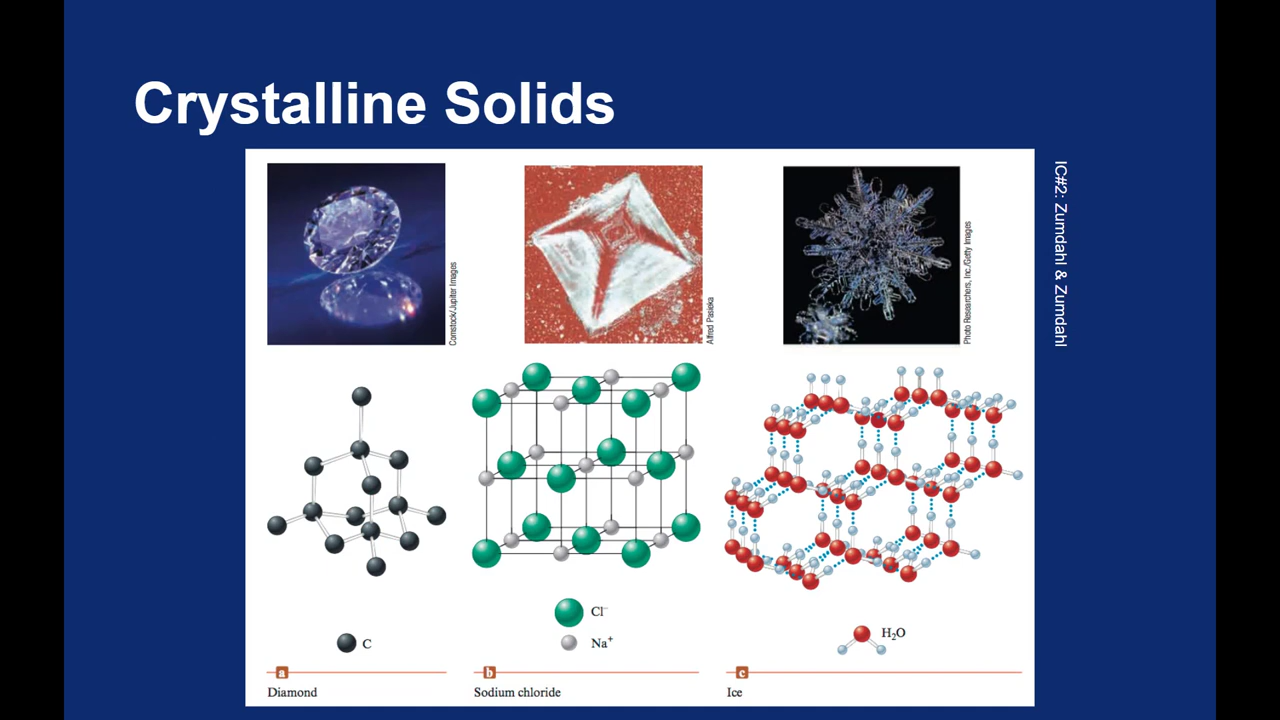 Crystalline Solids
IC#2: Zumdahl & Zumdahl
Comstock/Jupiter Images
Alfred Pasieka
Photo Researchers, Inc./Getty Images
Cl⁻
Na⁺
C
H₂O
a
Diamond
b
Sodium chloride
c
Ice